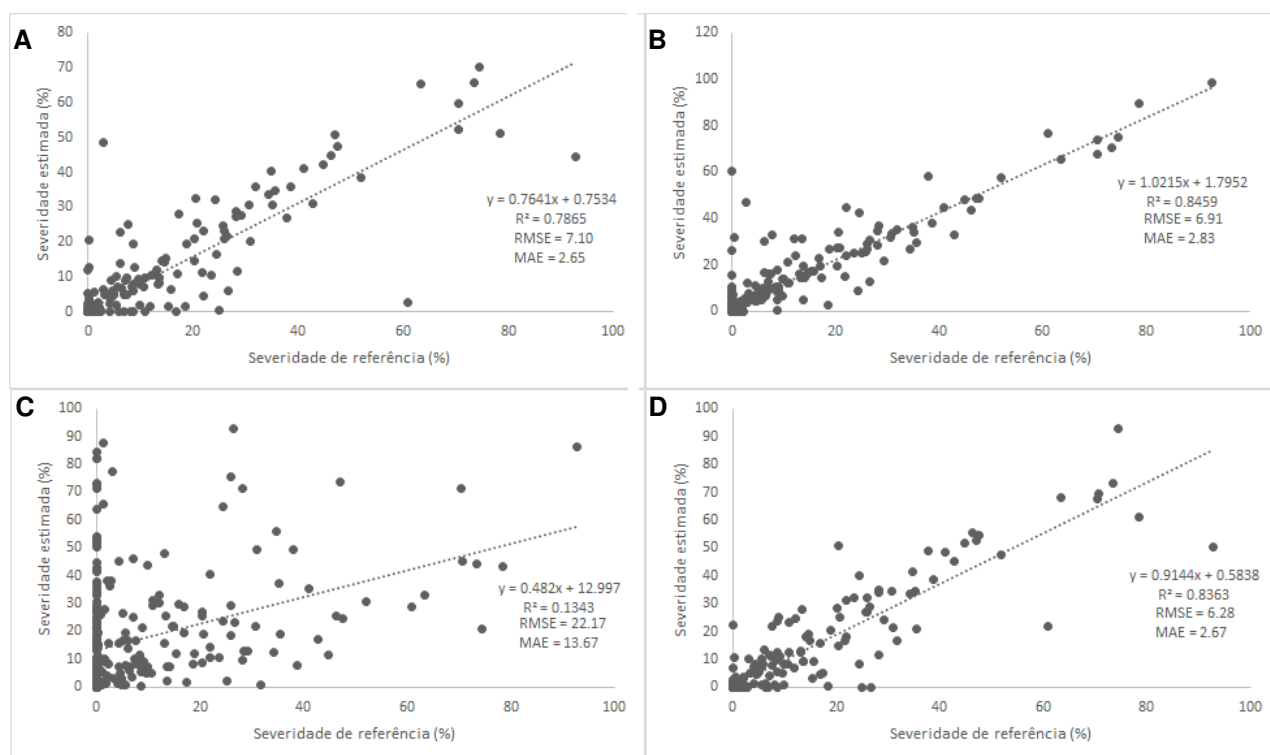 A
Severidade estimada (%)
80
70
60
50
40
30
20
10
0
y = 0.7641x + 0.7534
R² = 0.7865
RMSE = 7.10
MAE = 2.65
0 20 40 60 80 100
Severidade de referência (%)
B
Severidade estimada (%)
120
100
80
60
40
20
0
y = 1.0215x + 1.7952
R² = 0.8459
RMSE = 6.91
MAE = 2.83
0 20 40 60 80 100
Severidade de referência (%)
C
Severidade estimada (%)
100
90
80
70
60
50
40
30
20
10
0
y = 0.482x + 12.997
R² = 0.1343
RMSE = 22.17
MAE = 13.67
0 20 40 60 80 100
Severidade de referência (%)
D
Severidade estimada (%)
100
90
80
70
60
50
40
30
20
10
0
y = 0.9144x + 0.5838
R² = 0.8363
RMSE = 6.28
MAE = 2.67
0 20 40 60 80 100
Severidade de referência (%)